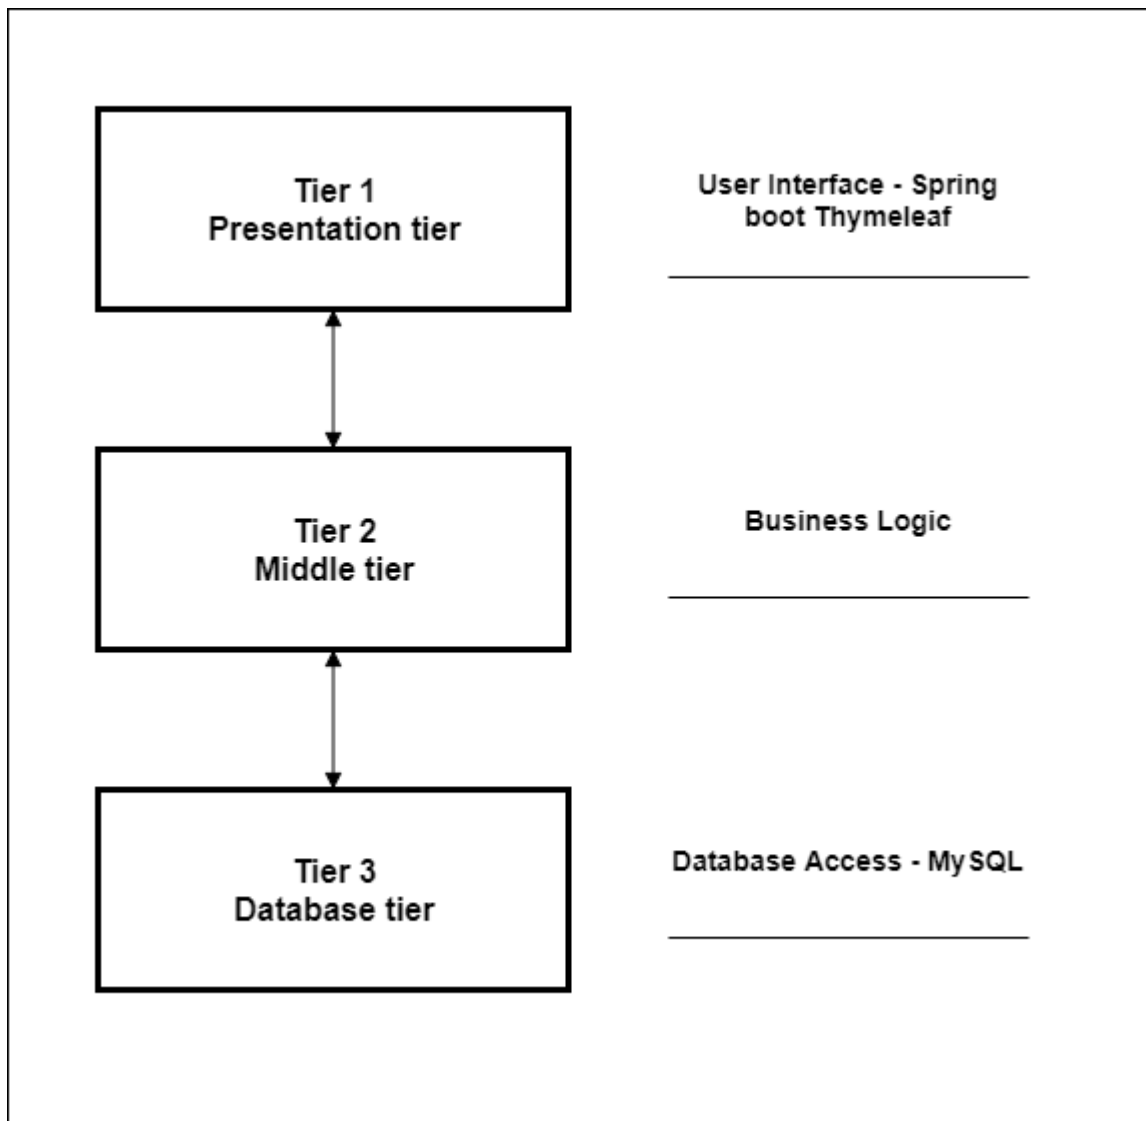 Tier 1
Presentation tier
User Interface - Spring
boot Thymeleaf
Tier 2
Middle tier
Business Logic
Tier 3
Database tier
Database Access - MySQL